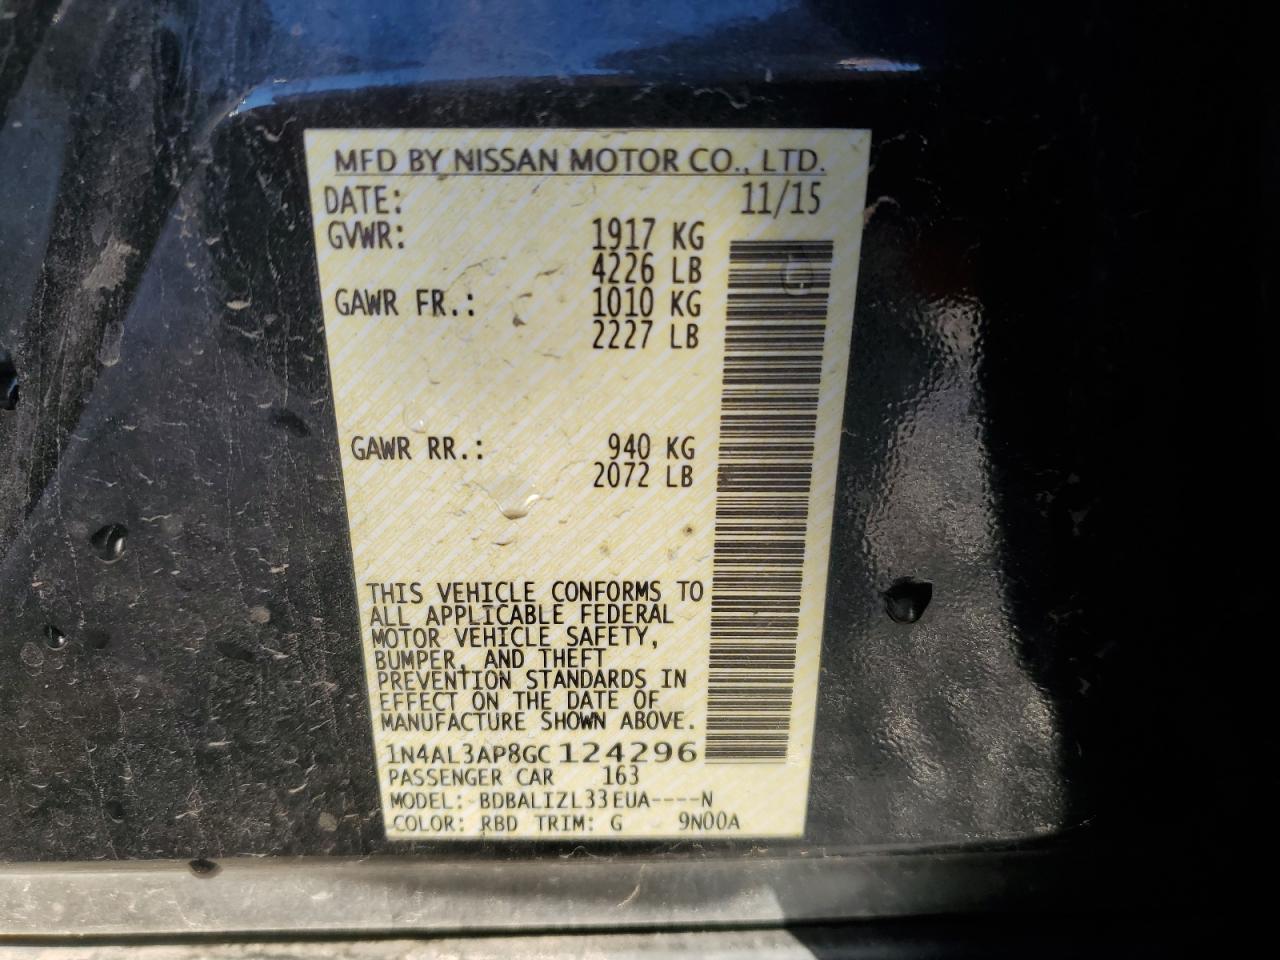 MFD BY NISSAN MOTOR CO., LTD.
DATE: 11/15
GVWR: 1917 KG
4226 LB
GAWR FR.: 1010 KG
2227 LB
GAWR RR.: 940 KG
2072 LB
THIS VEHICLE CONFORMS TO
ALL APPLICABLE FEDERAL
MOTOR VEHICLE SAFETY,
BUMPER, AND THEFT
PREVENTION STANDARDS IN
EFFECT ON THE DATE OF
MANUFACTURE SHOWN ABOVE.
1N4AL3AP8GC124296
PASSENGER CAR 163
MODEL: BDBALIZL33EUA----N
COLOR: RBD TRIM: G 9N00A